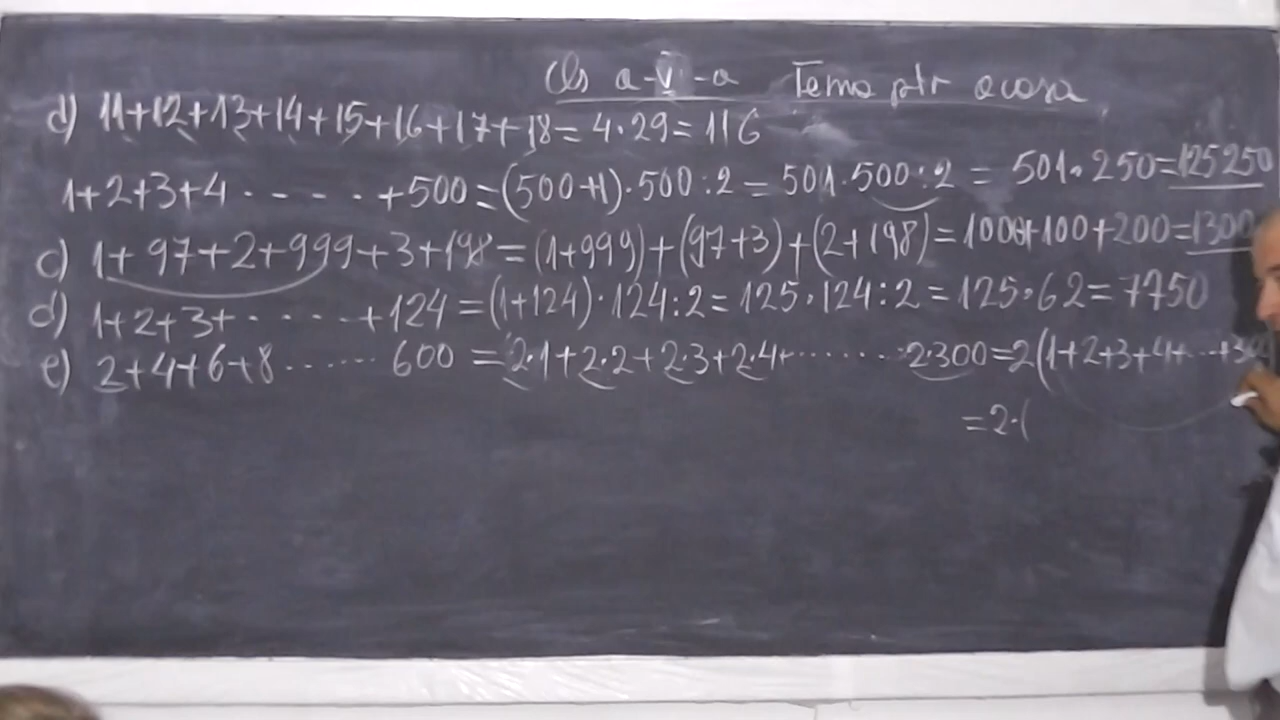 Cls a-V-a Tema ptr acasa
d) 11+12+13+14+15+16+17+18=4·29=116
1+2+3+4·-·-·-·+500=(500+1)·500:2=501·500:2=501·250=125250
c) 1+97+2+999+3+198=(1+999)+(97+3)+(2+198)=1000+100+200=1300
d) 1+2+3+·····+124=(1+124)·124:2=125·124:2=125·62=7750
e) 2+4+6+8......600=2·1+2·2+2·3+2·4+·······2·300=2(1+2+3+4+...+300
=2·(